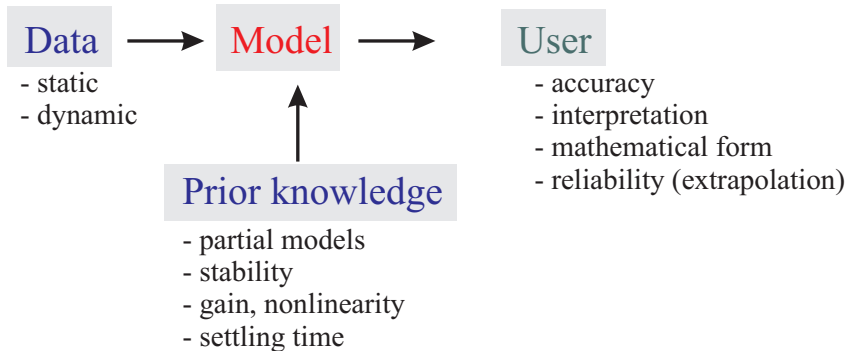 Data
Model
User
- static
- dynamic
- accuracy
- interpretation
- mathematical form
- reliability (extrapolation)
Prior knowledge
- partial models
- stability
- gain, nonlinearity
- settling time